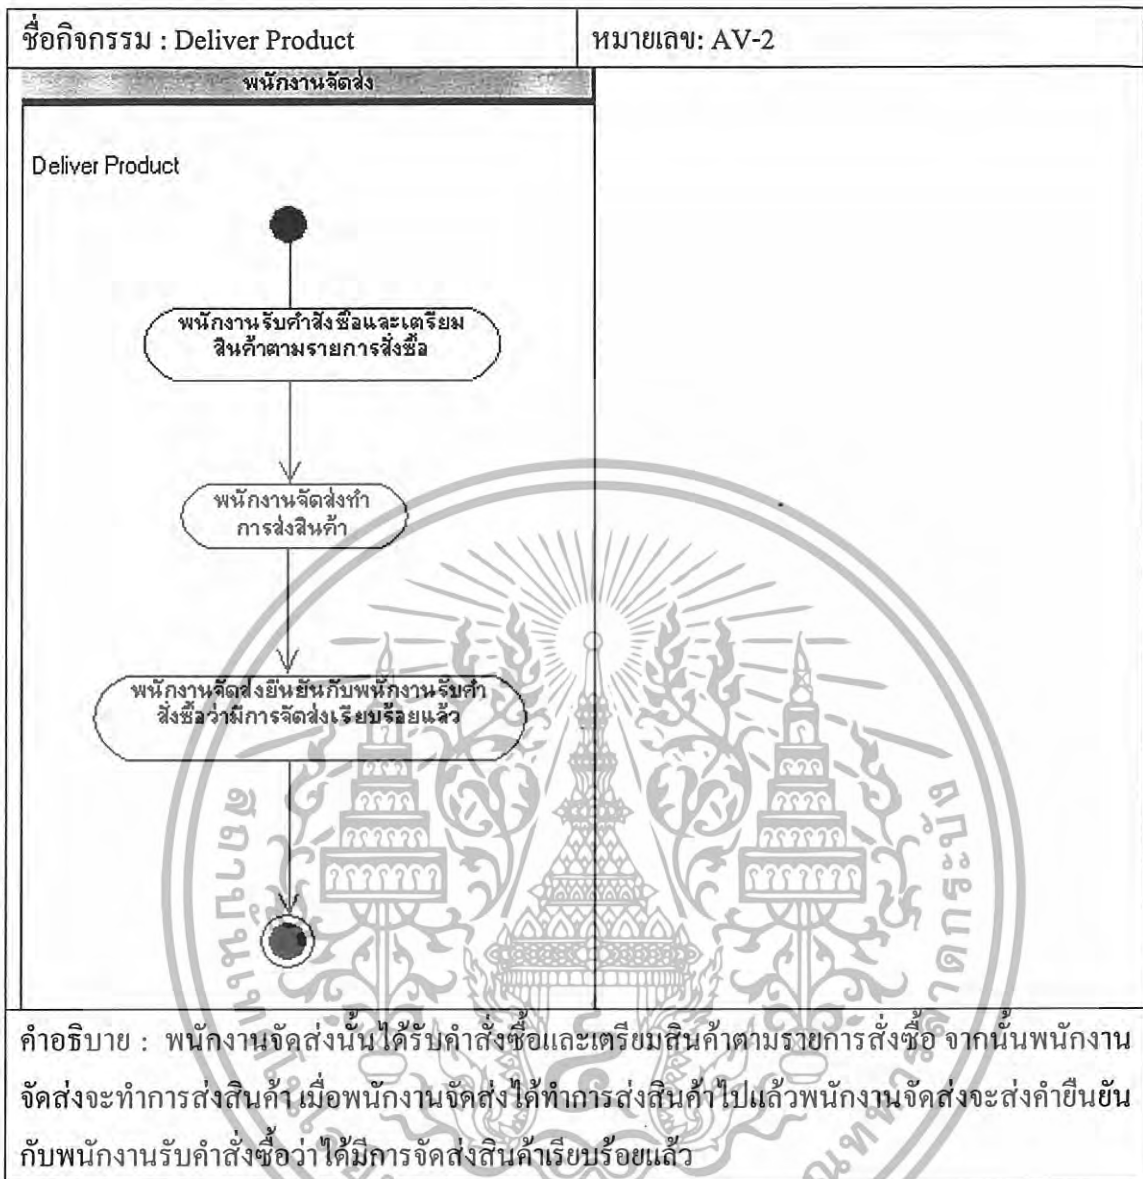 ชื่อกิจกรรม : Deliver Product
หมายเลข: AV-2
พนักงานจัดส่ง
Deliver Product
พนักงานรับคำสั่งซื้อและเตรียม
สินค้าตามรายการสั่งซื้อ
พนักงานจัดส่งทำ
การส่งสินค้า
พนักงานจัดส่งยืนยันกับพนักงานรับคำ
สั่งซื้อว่ามีการจัดส่งเรียบร้อยแล้ว
คำอธิบาย : พนักงานจัดส่งนั้นได้รับคำสั่งซื้อและเตรียมสินค้าตามรายการสั่งซื้อ จากนั้นพนักงาน
จัดส่งจะทำการส่งสินค้า เมื่อพนักงานจัดส่งได้ทำการส่งสินค้าไปแล้วพนักงานจัดส่งจะส่งคำยืนยัน
กับพนักงานรับคำสั่งซื้อว่าได้มีการจัดส่งสินค้าเรียบร้อยแล้ว